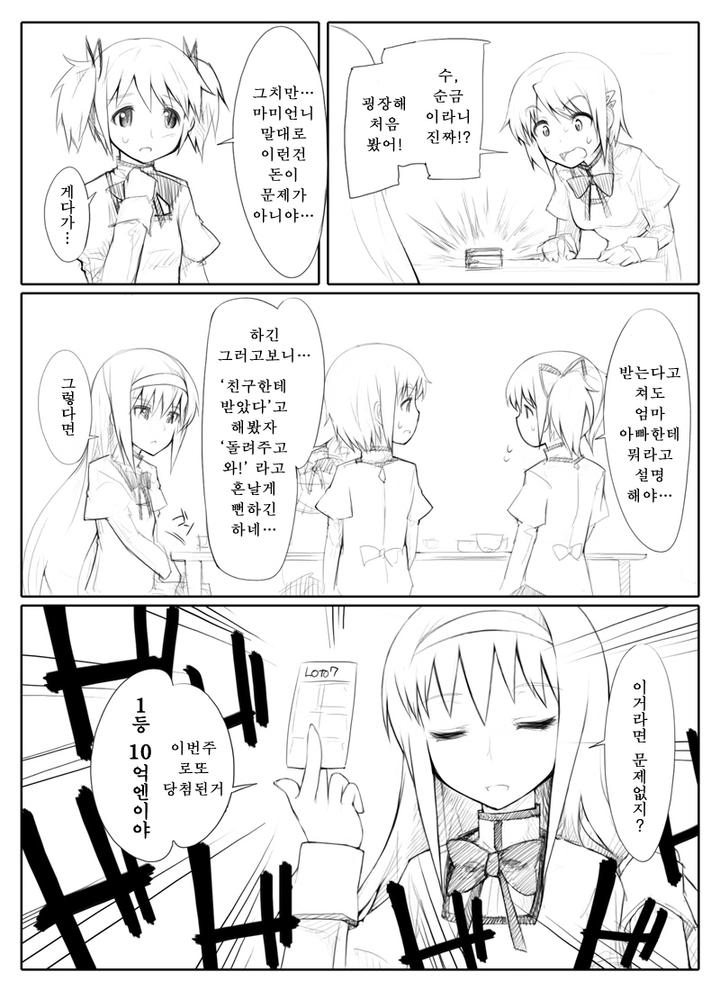 수,
순금
이라니
진짜!?
굉장해
처음
봤어!
그치만…
마미언니
말대로
이런건
돈이
문제가
아니야…
게다가…
받는다고
쳐도
엄마
아빠한테
뭐라고
설명
해야…
하긴
그러고보니…
‘친구한테
받았다’고
해봤자
‘돌려주고
와!’ 라고
혼날게
뻔하긴
하네…
그렇다면
이거라면 문제없지?
LOTO7
이번주
로또
당첨된거
1등
10억엔이야